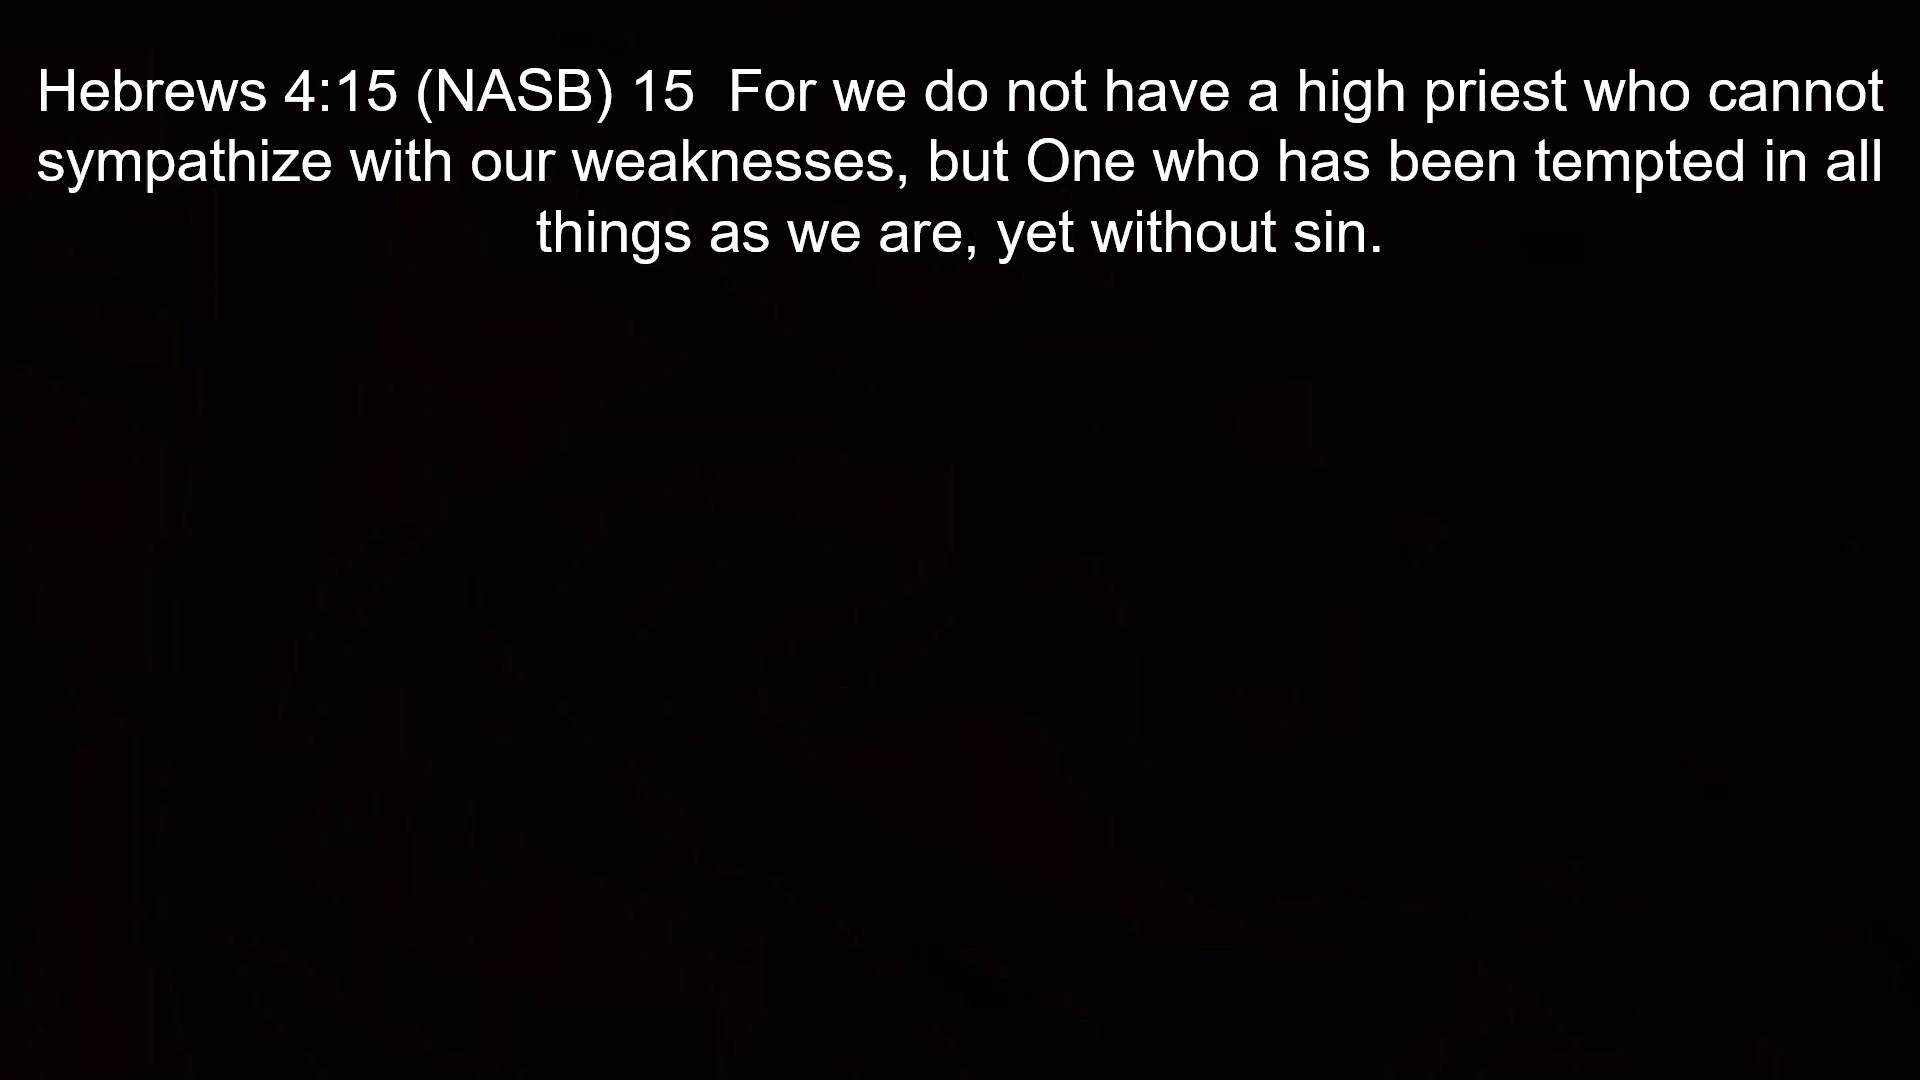 Hebrews 4:15 (NASB) 15  For we do not have a high priest who cannot
sympathize with our weaknesses, but One who has been tempted in all
things as we are, yet without sin.